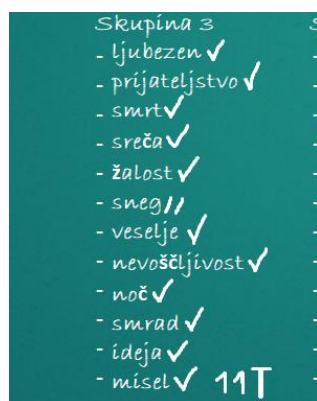 Skupina 3
- ljubezen ✓
- prijateljstvo ✓
- smrt ✓
- sreča ✓
- žalost ✓
- sneg //
- veselje ✓
- nevoščljivost ✓
- noč ✓
- smrad ✓
- ideja ✓
- misel ✓ 11T